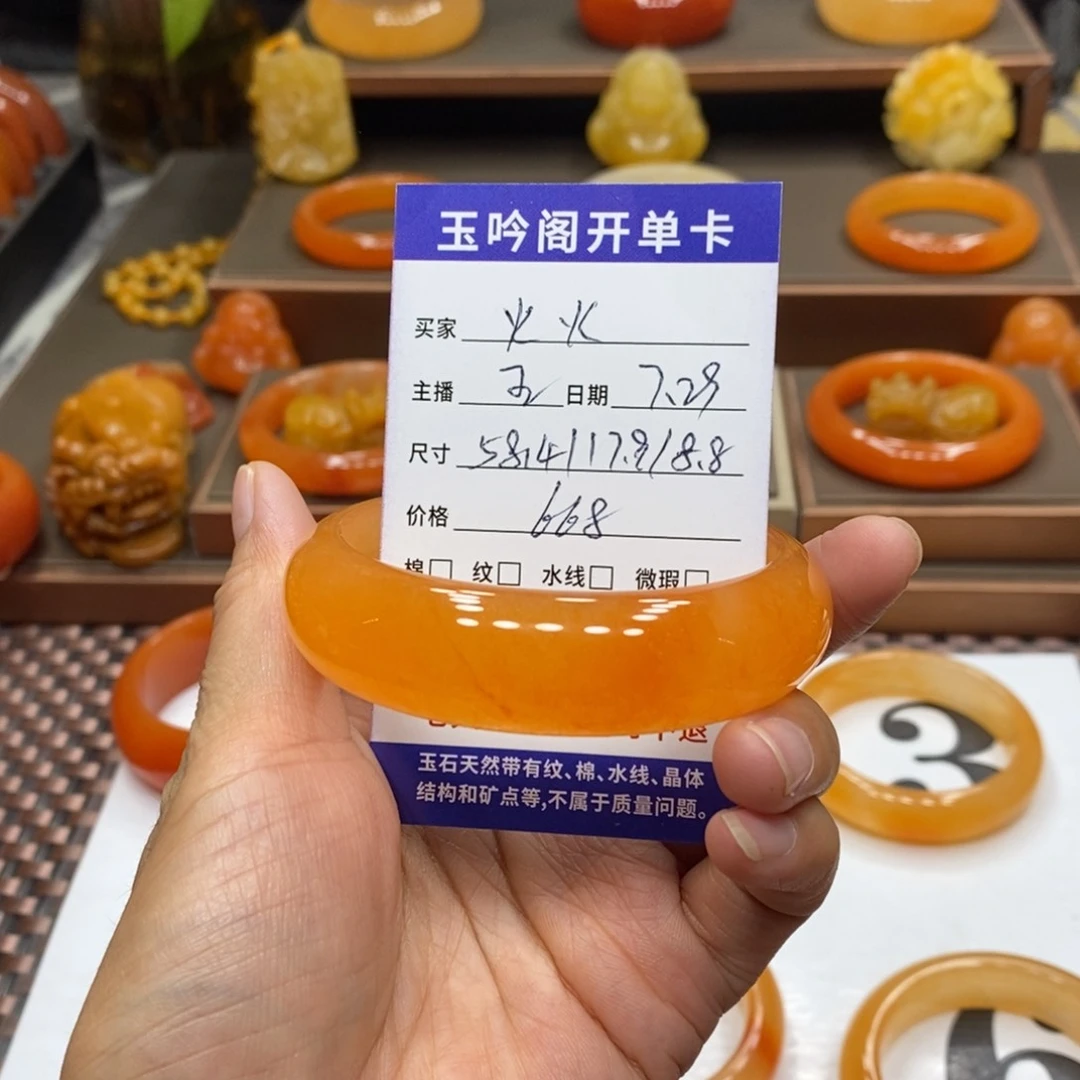 玉吟阁开单卡
买家 火火
主播 玉 日期 7.29
尺寸 58.4/17.9/8.8
价格 668
棉□ 纹□ 水线□ 微瑕□
退
玉石天然带有纹、棉、水线、晶体
结构和矿点等,不属于质量问题。
3